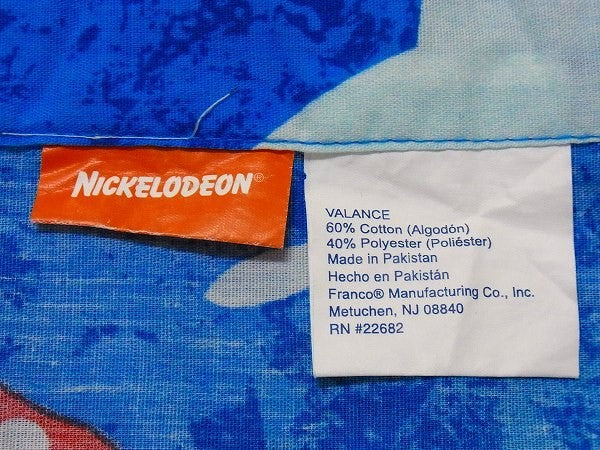 NICKELODEON®
VALANCE
60% Cotton (Algodón)
40% Polyester (Poliéster)
Made in Pakistan
Hecho en Pakistán
Franco® Manufacturing Co., Inc.
Metuchen, NJ 08840
RN #22682